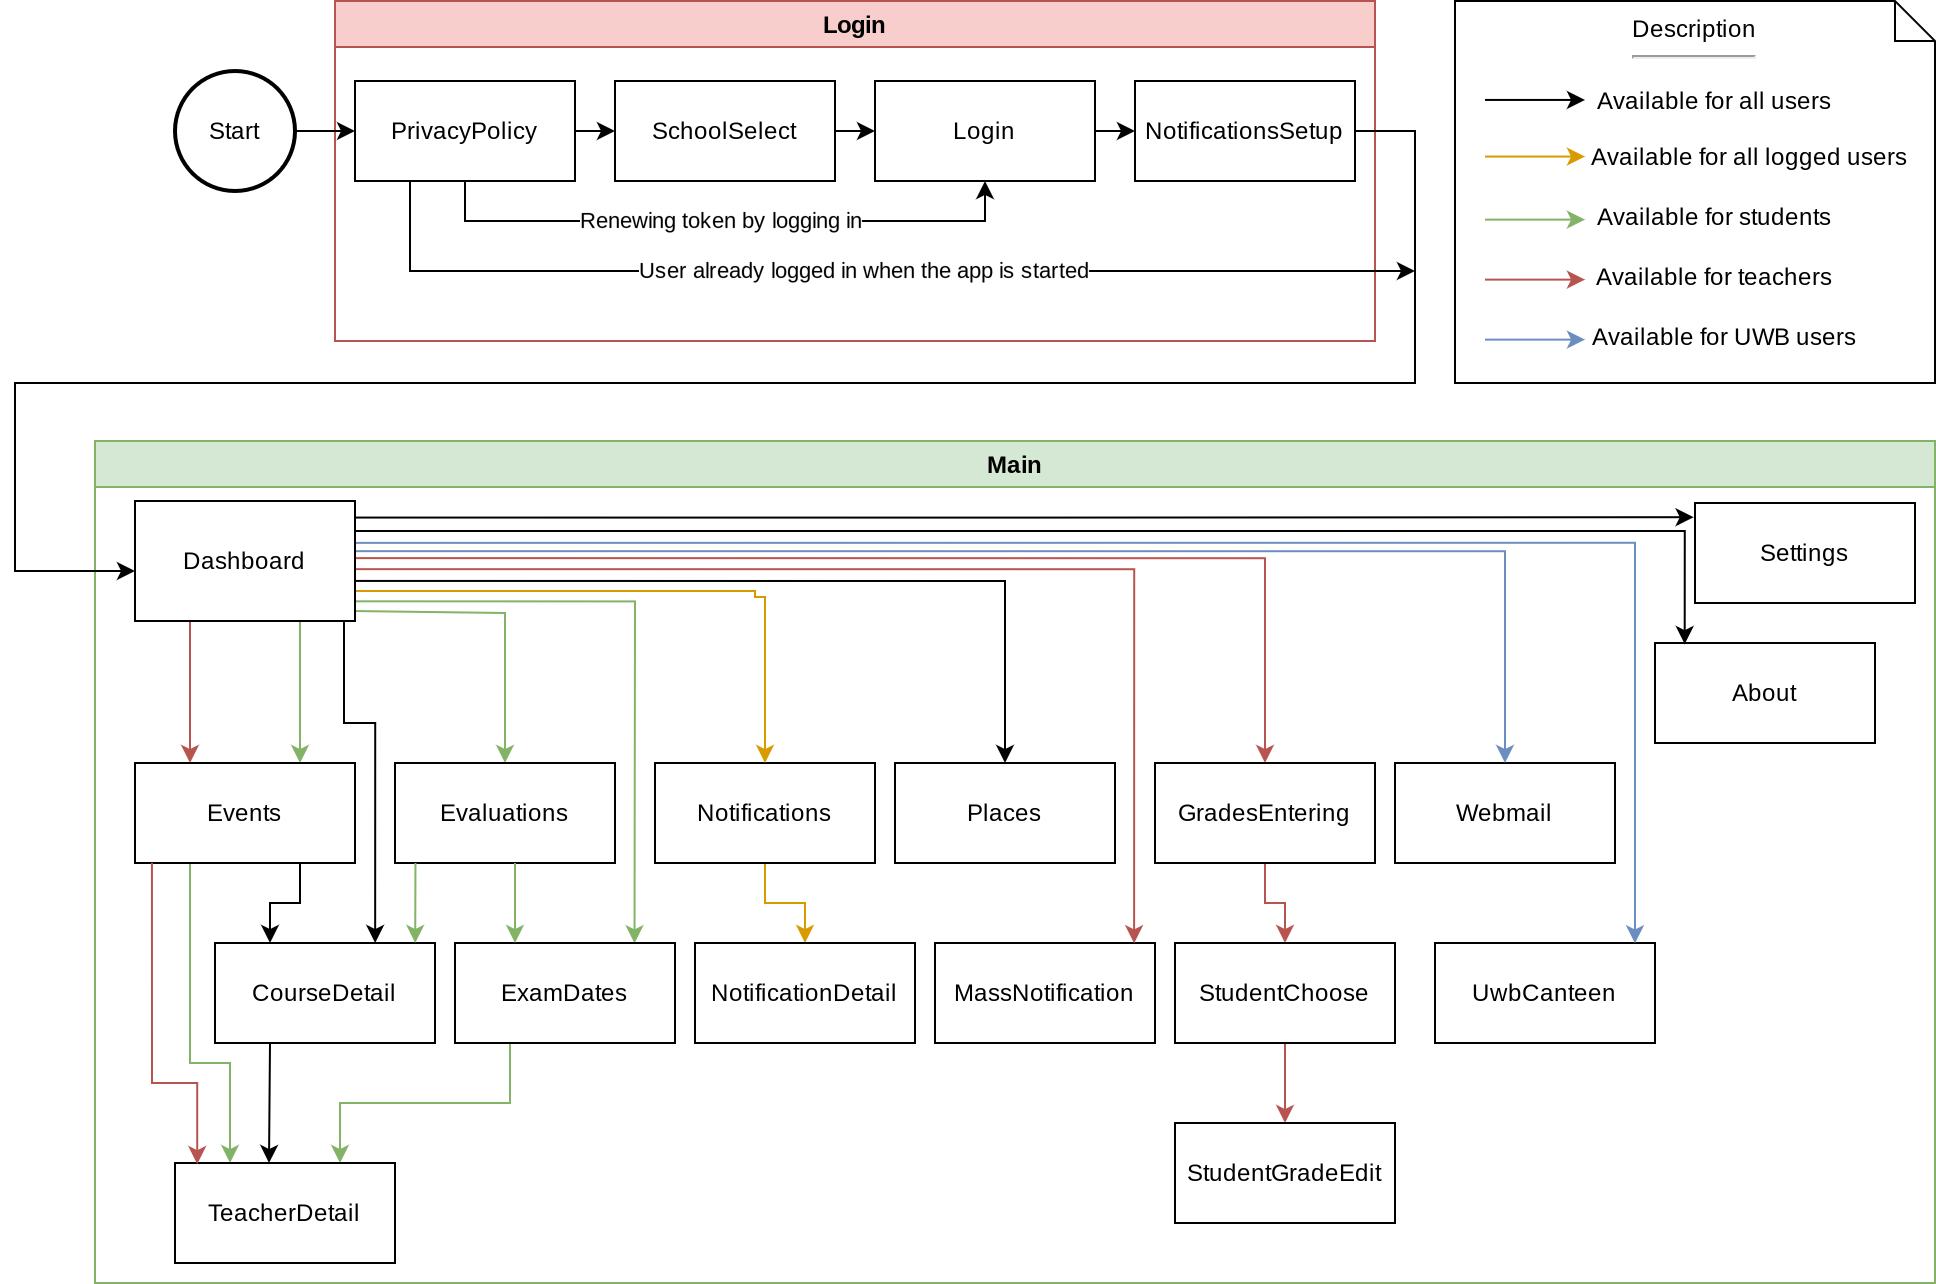 Login
Start
PrivacyPolicy
SchoolSelect
Login
NotificationsSetup
Renewing token by logging in
User already logged in when the app is started
Description
Available for all users
Available for all logged users
Available for students
Available for teachers
Available for UWB users
Main
Dashboard
Settings
About
Events
Evaluations
Notifications
Places
GradesEntering
Webmail
CourseDetail
ExamDates
NotificationDetail
MassNotification
StudentChoose
UwbCanteen
TeacherDetail
StudentGradeEdit